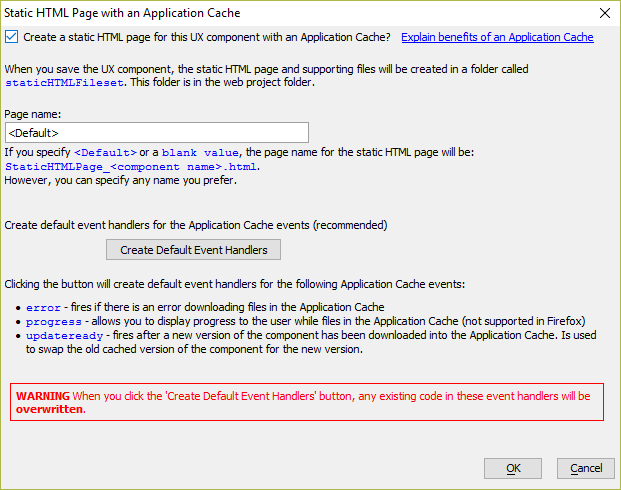 Static HTML Page with an Application Cache
Create a static HTML page for this UX component with an Application Cache? Explain benefits of an Application Cache
When you save the UX component, the static HTML page and supporting files will be created in a folder called
staticHTMLFileset. This folder is in the web project folder.
Page name:
<Default>
If you specify <Default> or a blank value, the page name for the static HTML page will be:
StaticHTMLPage_<component name>.html.
However, you can specify any name you prefer.
Create default event handlers for the Application Cache events (recommended)
Create Default Event Handlers
Clicking the button will create default event handlers for the following Application Cache events:
• error - fires if there is an error downloading files in the Application Cache
• progress - allows you to display progress to the user while files in the Application Cache (not supported in Firefox)
• updateready - fires after a new version of the component has been downloaded into the Application Cache. Is used
to swap the old cached version of the component for the new version.
WARNING When you click the 'Create Default Event Handlers' button, any existing code in these event handlers will be
overwritten.
OK Cancel